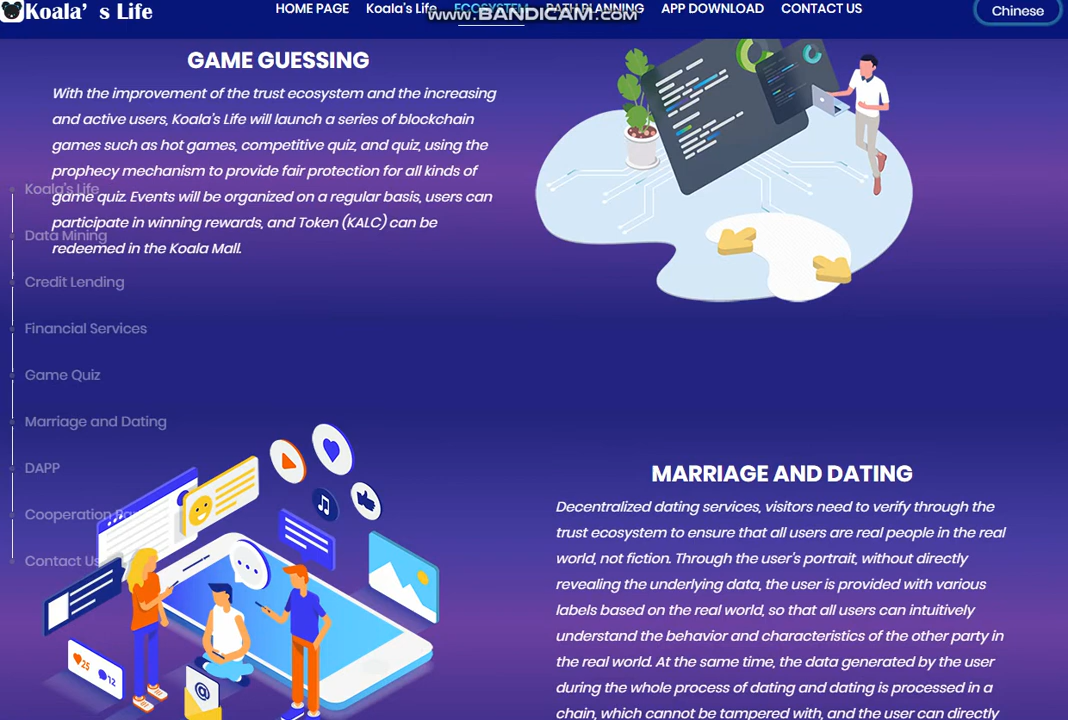 Koala's Life
HOME PAGE
Koala's Life
ECOSYSTEM
PATH PLANNING
APP DOWNLOAD
CONTACT US
Chinese
www.BANDICAM.com
GAME GUESSING
With the improvement of the trust ecosystem and the increasing
and active users, Koala's Life will launch a series of blockchain
games such as hot games, competitive quiz, and quiz, using the
prophecy mechanism to provide fair protection for all kinds of
game quiz. Events will be organized on a regular basis, users can
participate in winning rewards, and Token (KALC) can be
redeemed in the Koala Mall.
Koala's Life
Data Mining
Credit Lending
Financial Services
Game Quiz
Marriage and Dating
DAPP
Cooperation
Contact Us
25
12
@
MARRIAGE AND DATING
Decentralized dating services, visitors need to verify through the
trust ecosystem to ensure that all users are real people in the real
world, not fiction. Through the user's portrait, without directly
revealing the underlying data, the user is provided with various
labels based on the real world, so that all users can intuitively
understand the behavior and characteristics of the other party in
the real world. At the same time, the data generated by the user
during the whole process of dating and dating is processed in a
chain, which cannot be tampered with, and the user can directly